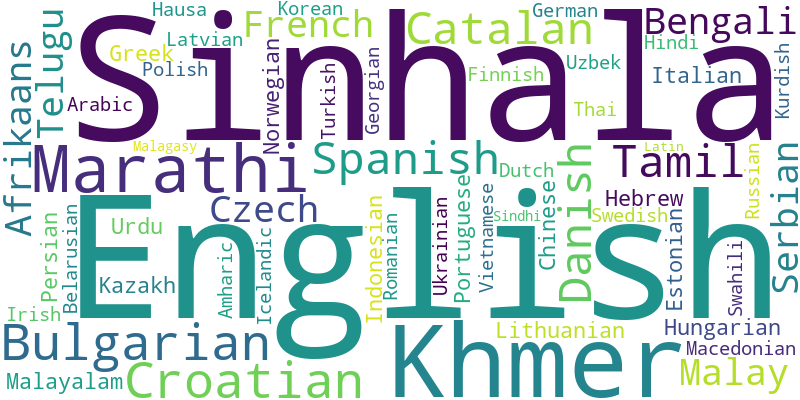 Hausa
Korean
German
French
Catalan
Bengali
Latvian
Greek
Polish
Hindi
Sinhala
Telugu
Afrikaans
Arabic
Norwegian
Turkish
Georgian
Finnish
Uzbek
Italian
Kurdish
Thai
Malagasy
Marathi
Spanish
Dutch
Latin
Tamil
Russian
Serbian
Danish
English
Czech
Urdu
Persian
Belarusian
Kazakh
Amharic
Icelandic
Indonesian
Romanian
Ukrainian
Portuguese
Vietnamese
Sindhi
Chinese
Hebrew
Swedish
Estonian
Swahili
Irish
Bulgarian
Khmer
Lithuanian
Hungarian
Macedonian
Malayalam
Croatian
Malay